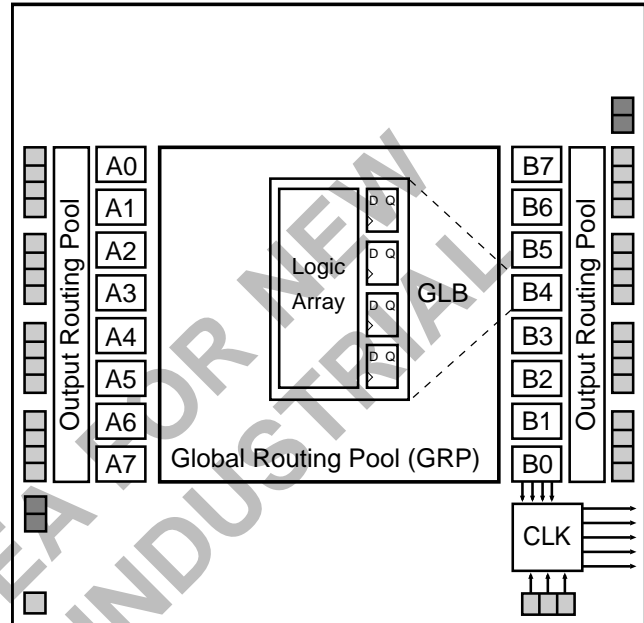 A0
A1
A2
A3
A4
A5
A6
A7
Output Routing Pool
Logic
Array
D Q
D Q
D Q
D Q
GLB
Global Routing Pool (GRP)
B7
B6
B5
B4
B3
B2
B1
B0
Output Routing Pool
CLK
EA FOR NEW
INDUSTRIAL